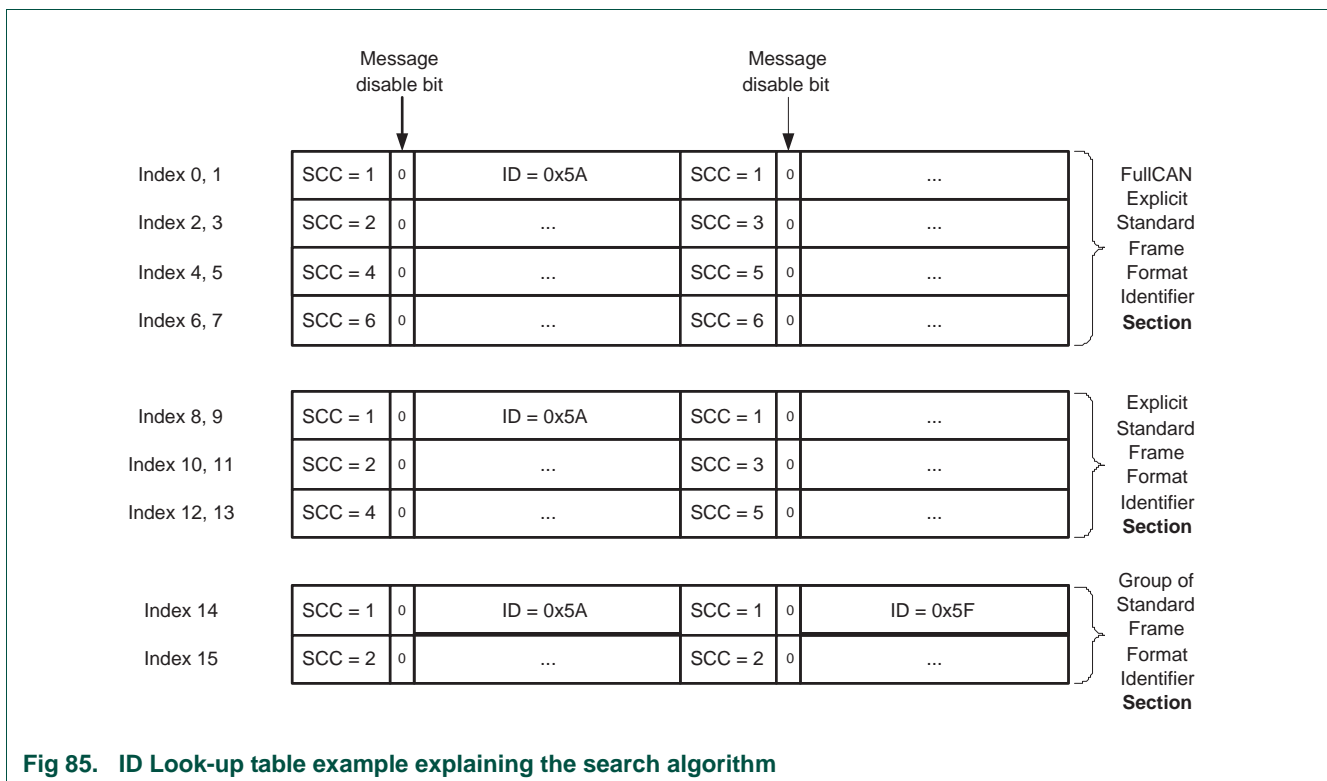 Message
disable bit
Message
disable bit
Index 0, 1
SCC = 1
0
ID = 0x5A
SCC = 1
0
...
Index 2, 3
SCC = 2
0
...
SCC = 3
0
...
Index 4, 5
SCC = 4
0
...
SCC = 5
0
...
Index 6, 7
SCC = 6
0
...
SCC = 6
0
...
FullCAN
Explicit
Standard
Frame
Format
Identifier
Section
Index 8, 9
SCC = 1
0
ID = 0x5A
SCC = 1
0
...
Index 10, 11
SCC = 2
0
...
SCC = 3
0
...
Index 12, 13
SCC = 4
0
...
SCC = 5
0
...
Explicit
Standard
Frame
Format
Identifier
Section
Index 14
SCC = 1
0
ID = 0x5A
SCC = 1
0
ID = 0x5F
Index 15
SCC = 2
0
...
SCC = 2
0
...
Group of
Standard
Frame
Format
Identifier
Section
Fig 85. ID Look-up table example explaining the search algorithm